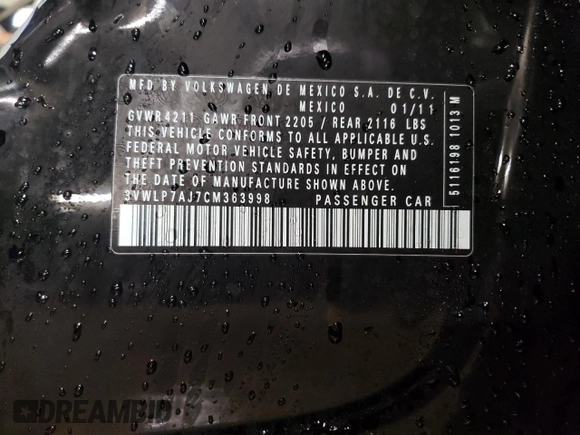 MFD BY VOLKSWAGEN DE MEXICO S.A. DE C.V.
MEXICO 01/11
GVWR 4211 GAWR FRONT 2205 / REAR 2116 LBS
THIS VEHICLE CONFORMS TO ALL APPLICABLE U.S.
FEDERAL MOTOR VEHICLE SAFETY, BUMPER AND
THEFT PREVENTION STANDARDS IN EFFECT ON
THE DATE OF MANUFACTURE SHOWN ABOVE.
3VWLP7AJ7CM363998 PASSENGER CAR
5116198 1013 M
DREAMBID